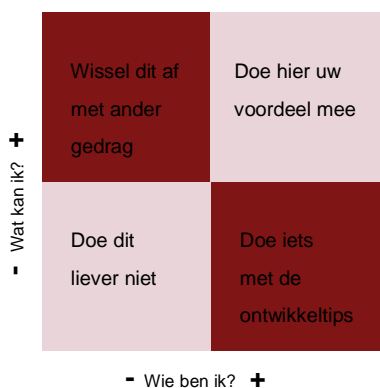 Wissel dit af
met ander
gedrag
Doe hier uw
voordeel mee
- Wat kan ik? +
Doe dit
liever niet
Doe iets
met de
ontwikkeltips
- Wie ben ik? +